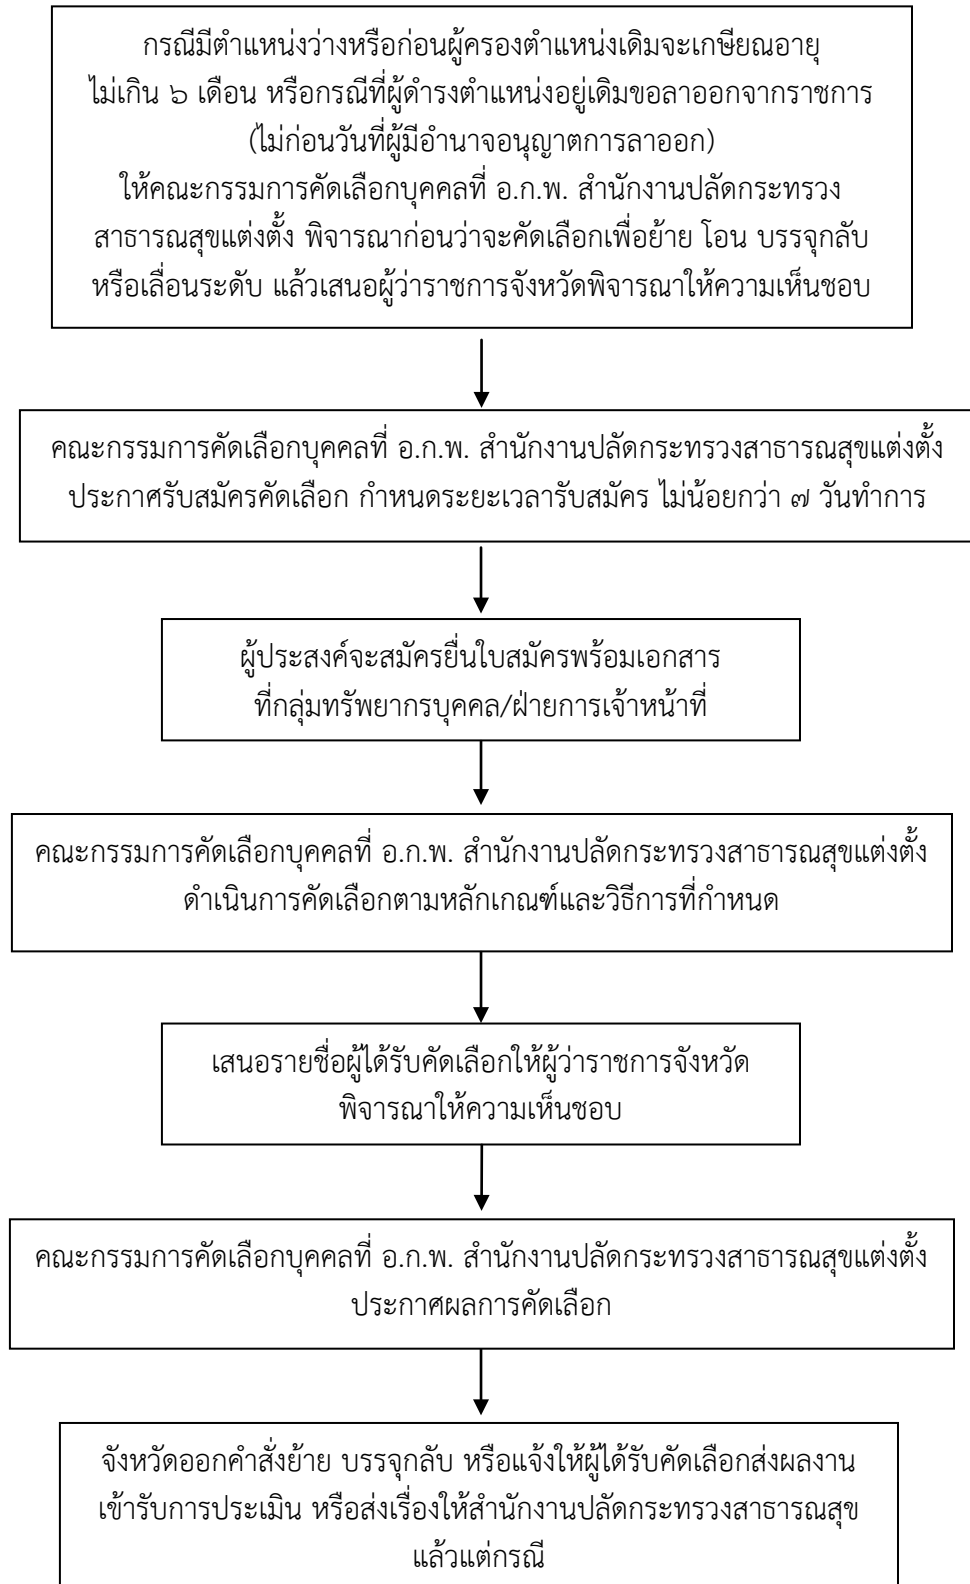 กรณีมีตำแหน่งว่างหรือก่อนผู้ครองตำแหน่งเดิมจะเกษียณอายุ
ไม่เกิน ๖ เดือน หรือกรณีที่ผู้ดำรงตำแหน่งอยู่เดิมขอลาออกจากราชการ
(ไม่ก่อนวันที่ผู้มีอำนาจอนุญาตการลาออก)
ให้คณะกรรมการคัดเลือกบุคคลที่ อ.ก.พ. สำนักงานปลัดกระทรวง
สาธารณสุขแต่งตั้ง พิจารณาก่อนว่าจะคัดเลือกเพื่อย้าย โอน บรรจุกลับ
หรือเลื่อนระดับ แล้วเสนอผู้ว่าราชการจังหวัดพิจารณาให้ความเห็นชอบ
คณะกรรมการคัดเลือกบุคคลที่ อ.ก.พ. สำนักงานปลัดกระทรวงสาธารณสุขแต่งตั้ง
ประกาศรับสมัครคัดเลือก กำหนดระยะเวลารับสมัคร ไม่น้อยกว่า ๗ วันทำการ
ผู้ประสงค์จะสมัครยื่นใบสมัครพร้อมเอกสาร
ที่กลุ่มทรัพยากรบุคคล/ฝ่ายการเจ้าหน้าที่
คณะกรรมการคัดเลือกบุคคลที่ อ.ก.พ. สำนักงานปลัดกระทรวงสาธารณสุขแต่งตั้ง
ดำเนินการคัดเลือกตามหลักเกณฑ์และวิธีการที่กำหนด
เสนอรายชื่อผู้ได้รับคัดเลือกให้ผู้ว่าราชการจังหวัด
พิจารณาให้ความเห็นชอบ
คณะกรรมการคัดเลือกบุคคลที่ อ.ก.พ. สำนักงานปลัดกระทรวงสาธารณสุขแต่งตั้ง
ประกาศผลการคัดเลือก
จังหวัดออกคำสั่งย้าย บรรจุกลับ หรือแจ้งให้ผู้ได้รับคัดเลือกส่งผลงาน
เข้ารับการประเมิน หรือส่งเรื่องให้สำนักงานปลัดกระทรวงสาธารณสุข
แล้วแต่กรณี